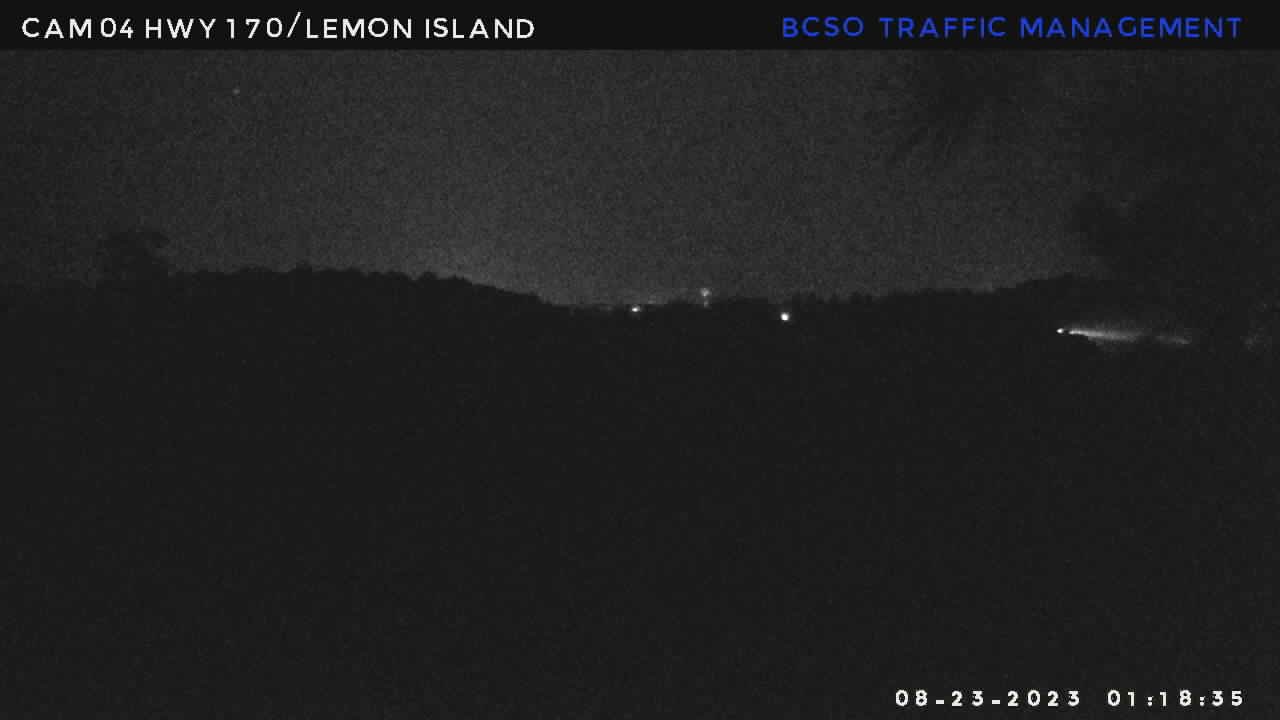 CAM04 HWY 170/LEMON ISLAND
BCSO TRAFFIC MANAGEMENT
08-23-2023 01:18:35